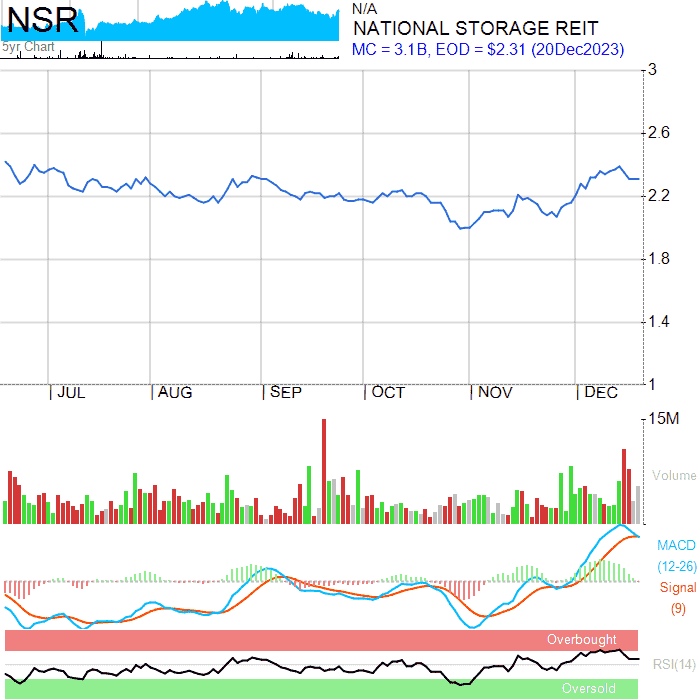 NSR
5yr Chart
N/A
NATIONAL STORAGE REIT
MC = 3.1B, EOD = $2.31 (20Dec2023)
3
2.6
2.2
1.8
1.4
1
JUL AUG SEP OCT NOV DEC
15M
Volume
MACD
(12-26)
Signal
(9)
Overbought
RSI(14)
Oversold